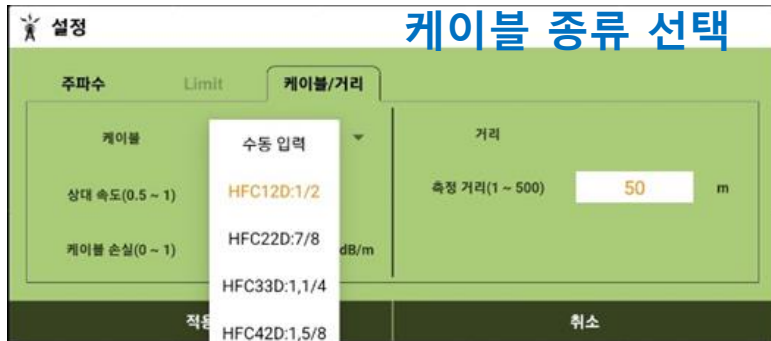 설정
케이블 종류 선택
주파수
Limit
케이블/거리
케이블
수동 입력
거리
상대 속도(0.5 ~ 1)
HFC12D:1/2
측정 거리(1 ~ 500)
50
m
케이블 손실(0 ~ 1)
HFC22D:7/8
dB/m
HFC33D:1,1/4
HFC42D:1,5/8
취소